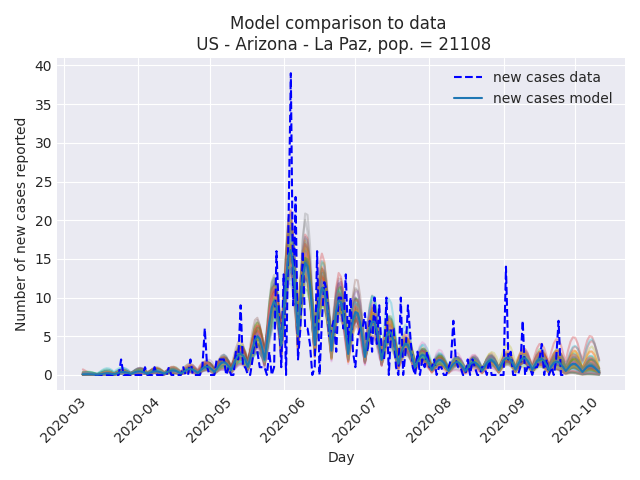 Model comparison to data
US - Arizona - La Paz, pop. = 21108
new cases data
new cases model
Number of new cases reported
40
35
30
25
20
15
10
5
0
2020-03
2020-04
2020-05
2020-06
2020-07
2020-08
2020-09
2020-10
Day